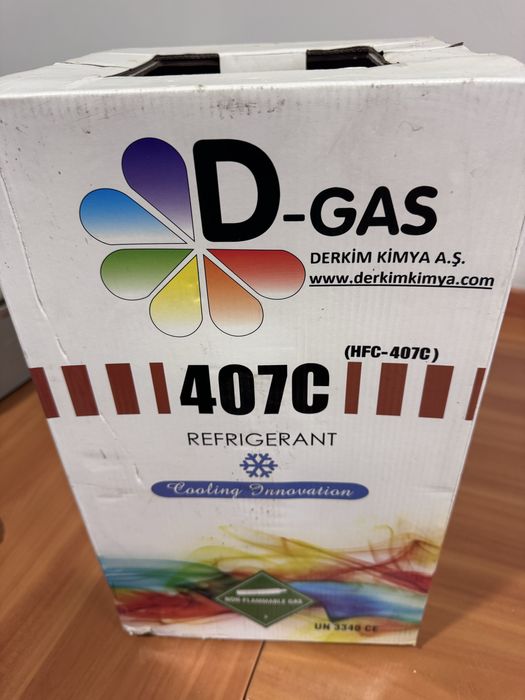 D-GAS
DERKİM KİMYA A.Ş.
www.derkimkimya.com
(HFC-407C)
407C
REFRIGERANT
Cooling Innovation
NON-FLAMMABLE GAS
2
UN 3340 CE